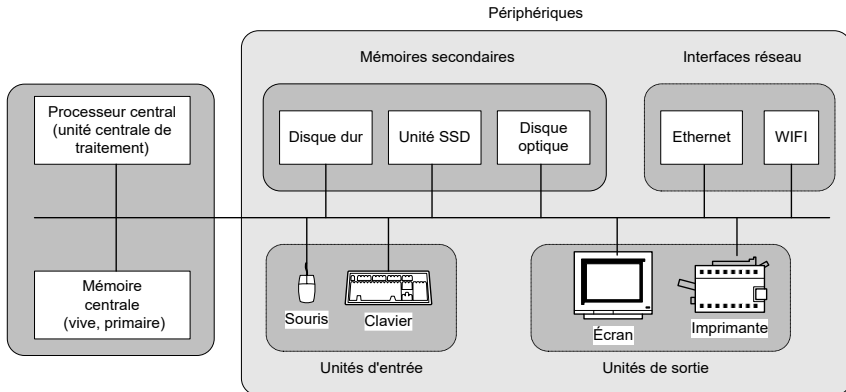 Périphériques
Mémoires secondaires
Interfaces réseau
Processeur central
(unité centrale de
traitement)
Disque dur
Unité SSD
Disque
optique
Ethernet
WIFI
Mémoire
centrale
(vive, primaire)
Souris
Clavier
Écran
Imprimante
Unités d'entrée
Unités de sortie